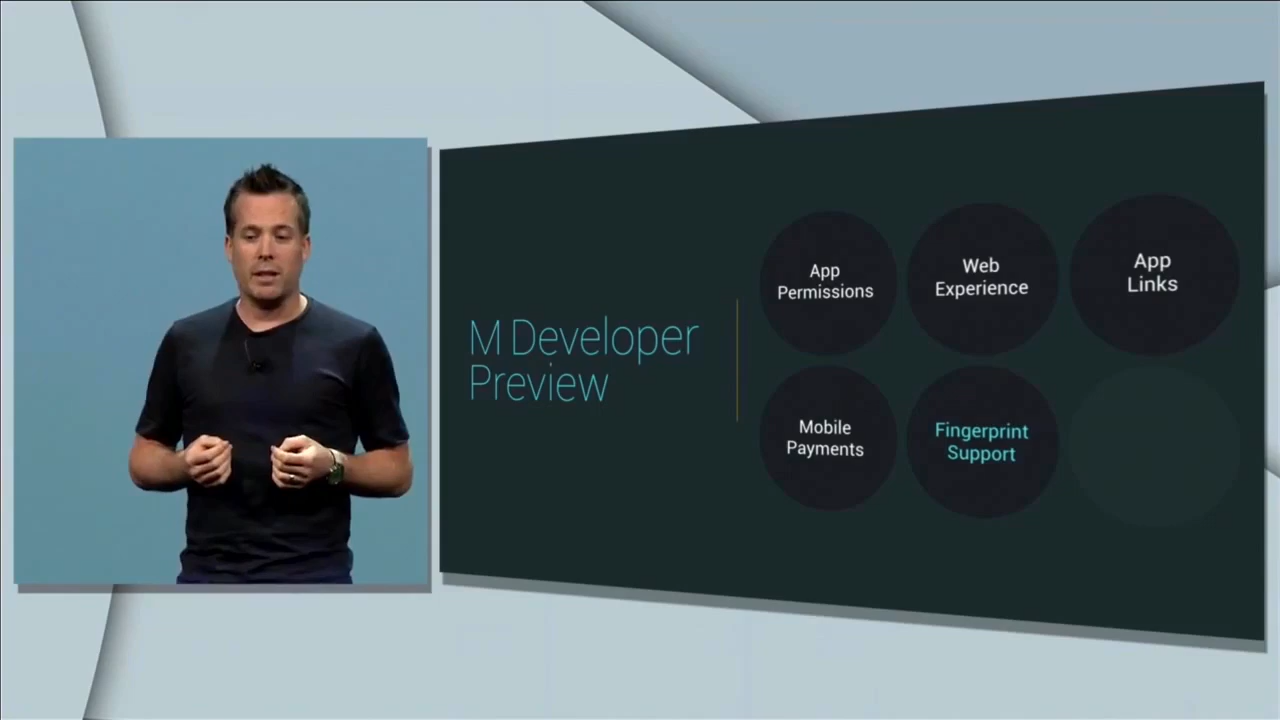 M Developer
Preview
App
Permissions
Web
Experience
App
Links
Mobile
Payments
Fingerprint
Support